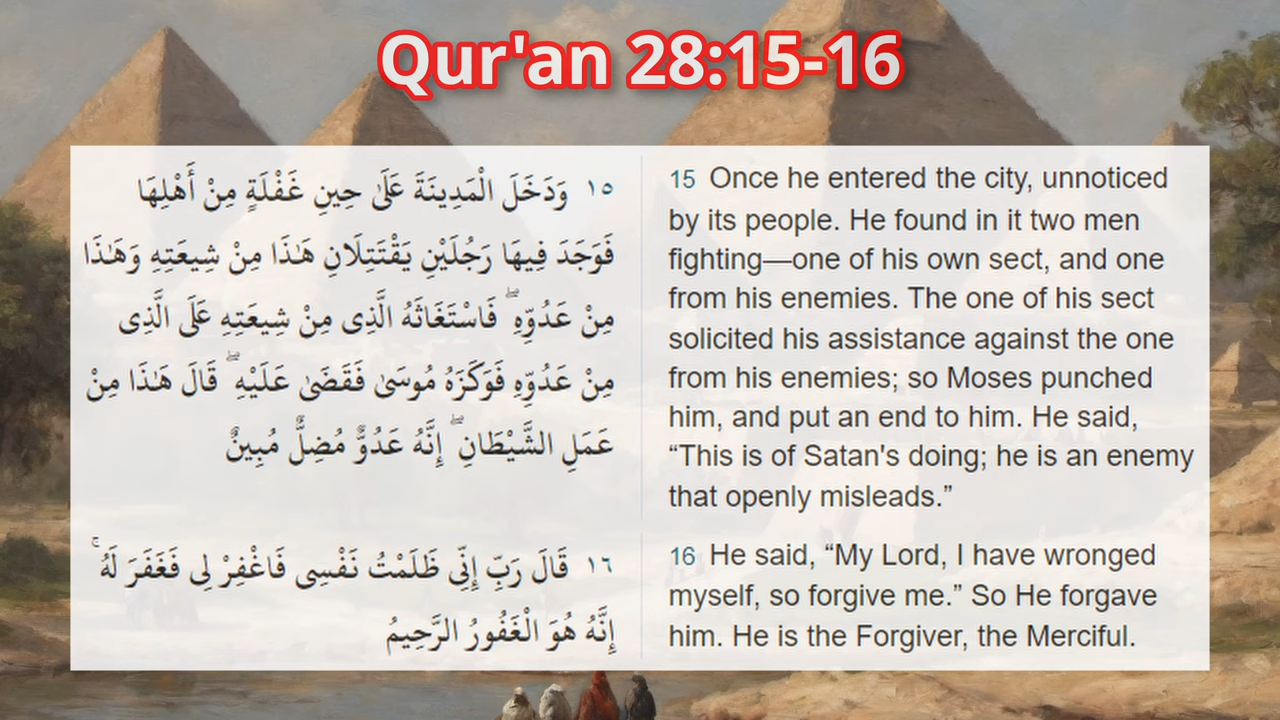 Qur'an 28:15-16
١٥ وَدَخَلَ الْمَدِينَةَ عَلَىٰ حِينِ غَفْلَةٍ مِنْ أَهْلِهَا
فَوَجَدَ فِيهَا رَجُلَيْنِ يَقْتَتِلَانِ هَٰذَا مِنْ شِيعَتِهِ وَهَٰذَا
مِنْ عَدُوِّهِ ۖ فَاسْتَغَاثَهُ الَّذِى مِنْ شِيعَتِهِ عَلَى الَّذِى
مِنْ عَدُوِّهِ فَوَكَزَهُ مُوسَىٰ فَقَضَىٰ عَلَيْهِ ۖ قَالَ هَٰذَا مِنْ
عَمَلِ الشَّيْطَانِ ۖ إِنَّهُ عَدُوٌّ مُضِلٌّ مُبِينٌ
١٦ قَالَ رَبِّ إِنِّى ظَلَمْتُ نَفْسِى فَاغْفِرْ لِى فَغَفَرَ لَهُ ۚ
إِنَّهُ هُوَ الْغَفُورُ الرَّحِيمُ
15 Once he entered the city, unnoticed
by its people. He found in it two men
fighting—one of his own sect, and one
from his enemies. The one of his sect
solicited his assistance against the one
from his enemies; so Moses punched
him, and put an end to him. He said,
“This is of Satan's doing; he is an enemy
that openly misleads.”
16 He said, “My Lord, I have wronged
myself, so forgive me.” So He forgave
him. He is the Forgiver, the Merciful.